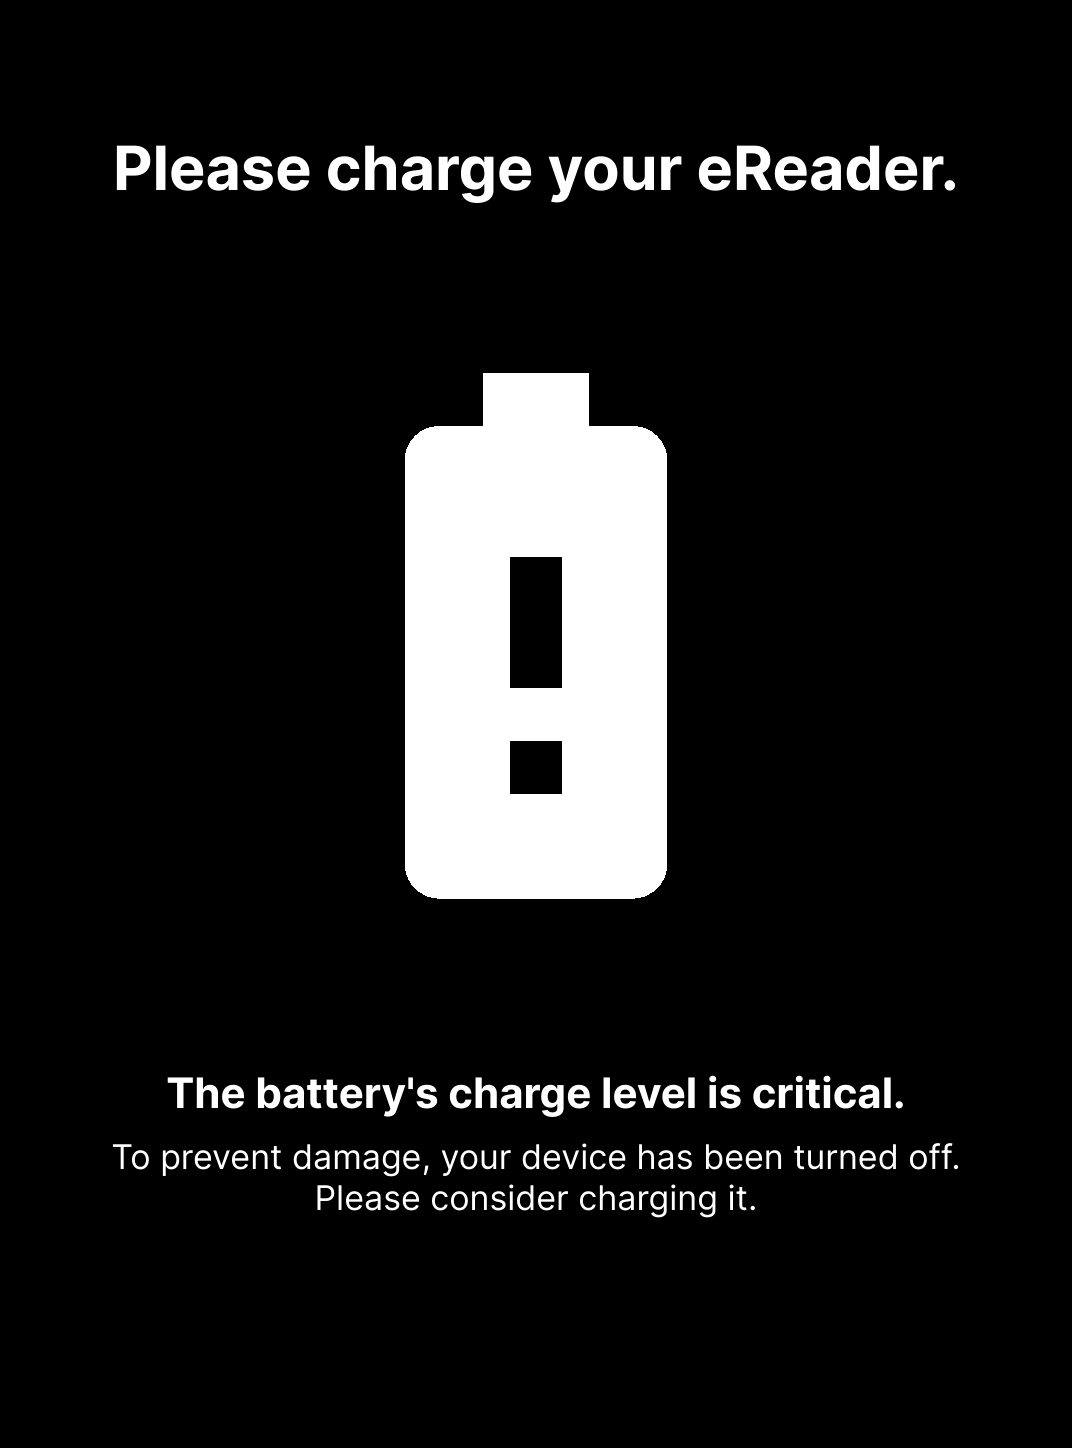 Please charge your eReader.
The battery's charge level is critical.
To prevent damage, your device has been turned off.
Please consider charging it.